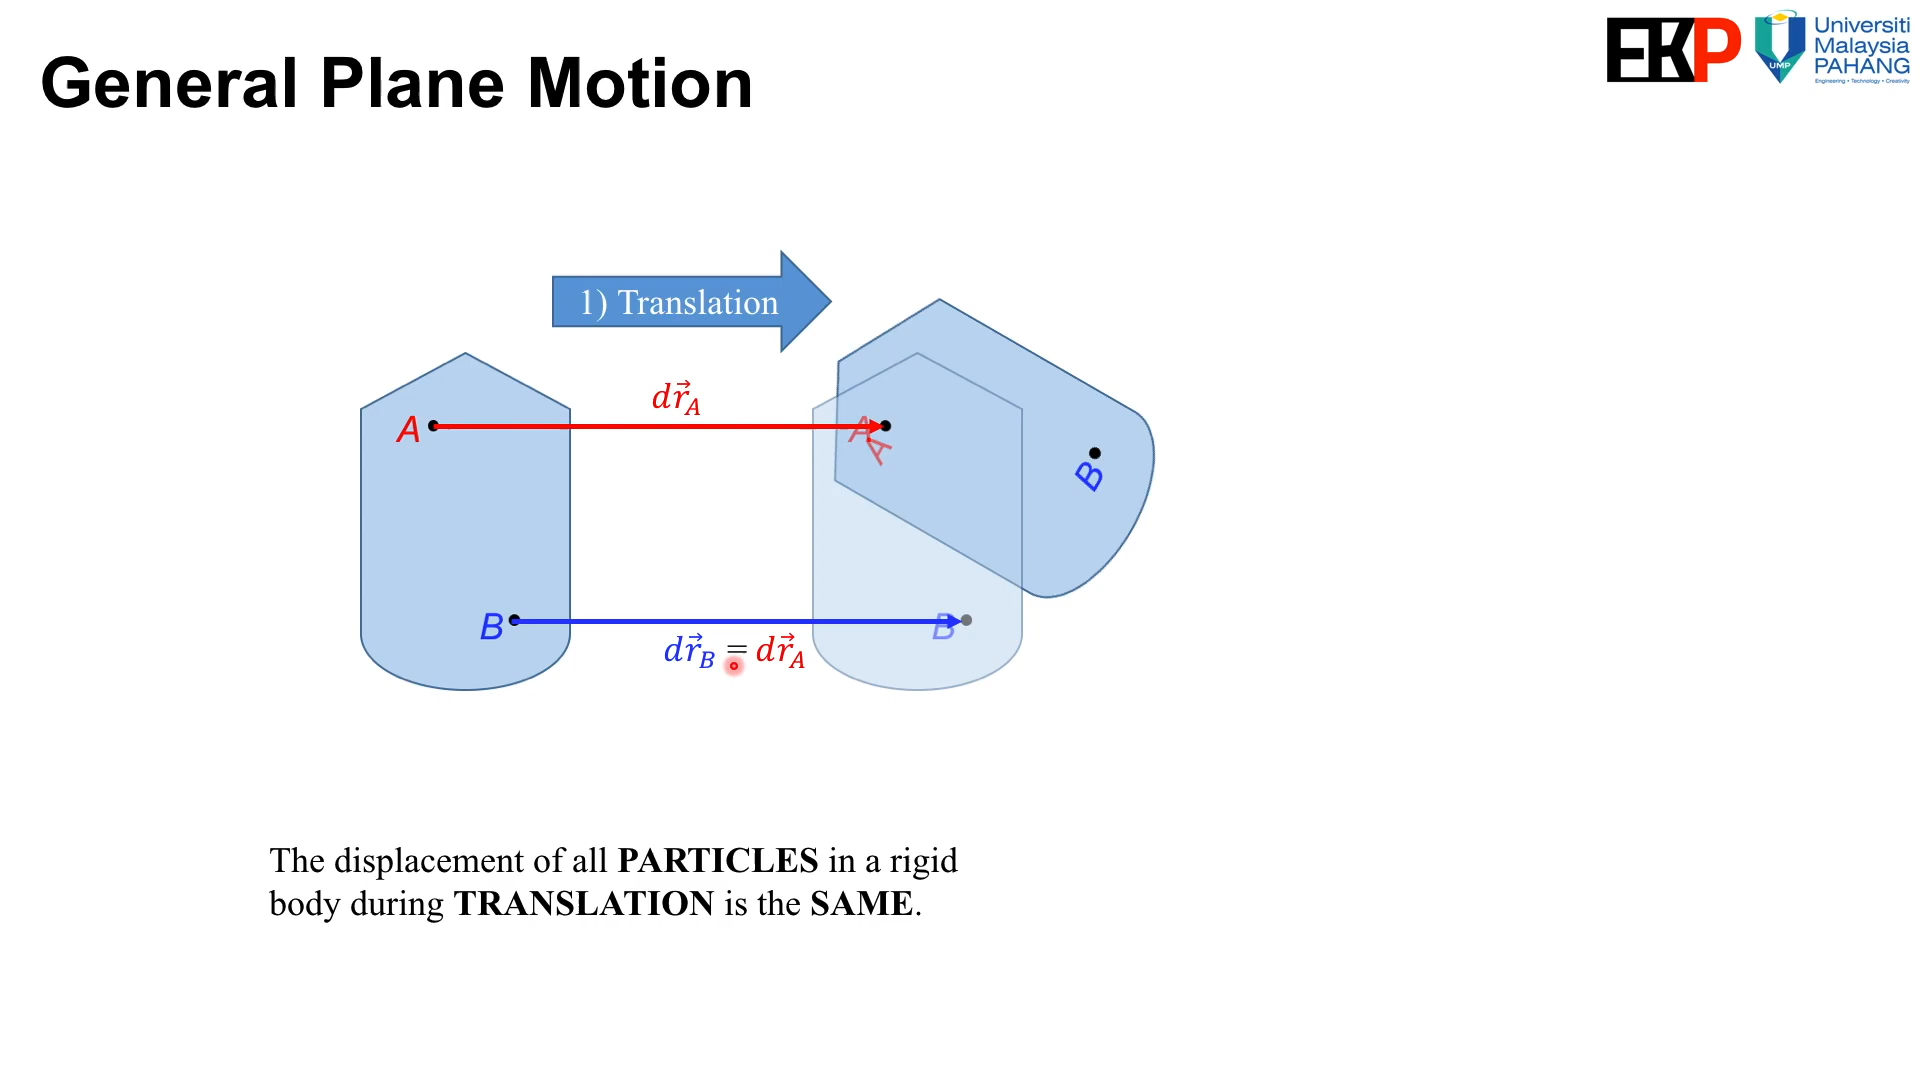 General Plane Motion
EKP
UMP
Universiti
Malaysia
PAHANG
Engineering • Technology • Creativity
1) Translation
d𝑟⃗_A
A
A
A
B
B
B
d𝑟⃗_B = d𝑟⃗_A
The displacement of all PARTICLES in a rigid
body during TRANSLATION is the SAME.